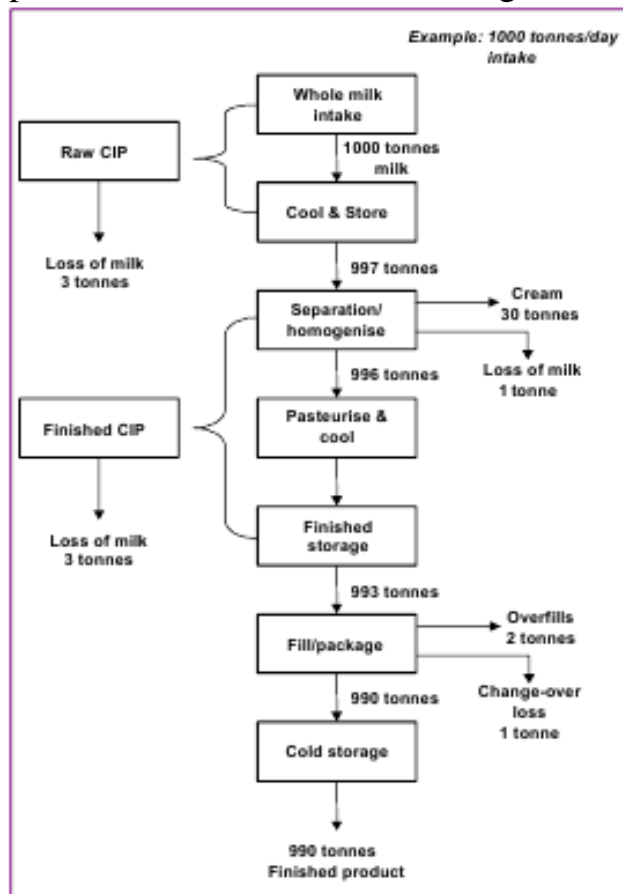 Example: 1000 tonnes/day
intake
Whole milk
intake
Raw CIP
1000 tonnes
milk
Cool & Store
Loss of milk
3 tonnes
997 tonnes
Separation/
homogenise
Cream
30 tonnes
996 tonnes
Loss of milk
1 tonne
Finished CIP
Pasteurise &
cool
Loss of milk
3 tonnes
Finished
storage
993 tonnes
Fill/package
Overfills
2 tonnes
990 tonnes
Change-over
loss
1 tonne
Cold storage
990 tonnes
Finished product